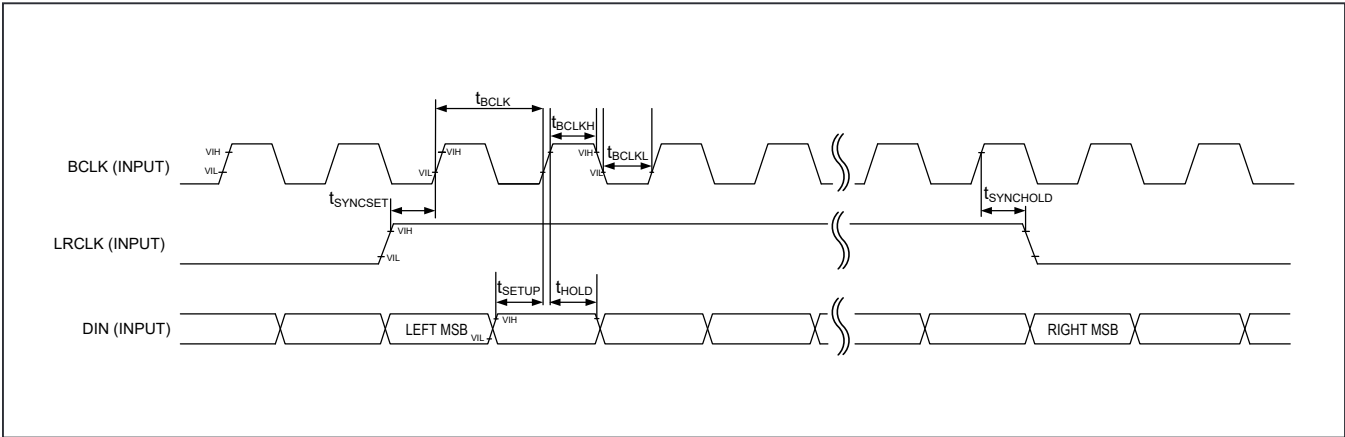 tBCLK
tBCLKH
tBCLKL
BCLK (INPUT)
VIH
VIL
VIH
VIL
VIH
VIL
tSYNCSET
tSYNCHOLD
LRCLK (INPUT)
VIH
VIL
tSETUP
tHOLD
DIN (INPUT)
LEFT MSB
VIH
VIL
RIGHT MSB